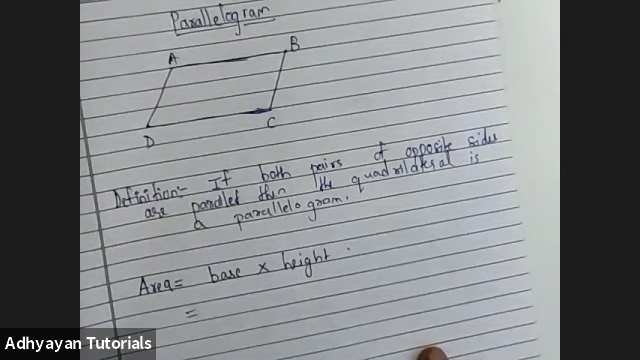 Parallelogram
A
B
D
C
Definition:- If both pairs of opposite sides
are parallel then the quadrilateral is
a parallelogram.
Area = base × height.
=
Adhyayan Tutorials